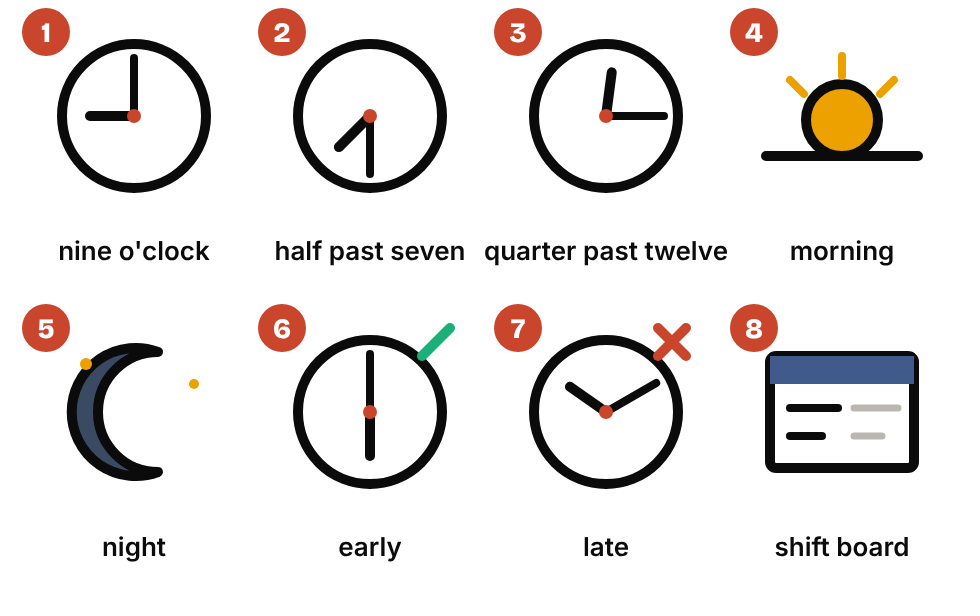 1
2
3
4
nine o'clock
half past seven
quarter past twelve
morning
5
6
7
8
night
early
late
shift board